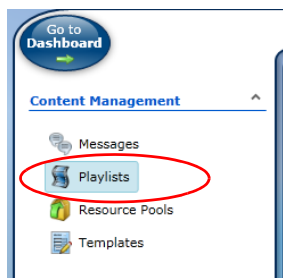 Go to
Dashboard
Content Management
Messages
Playlists
Resource Pools
Templates